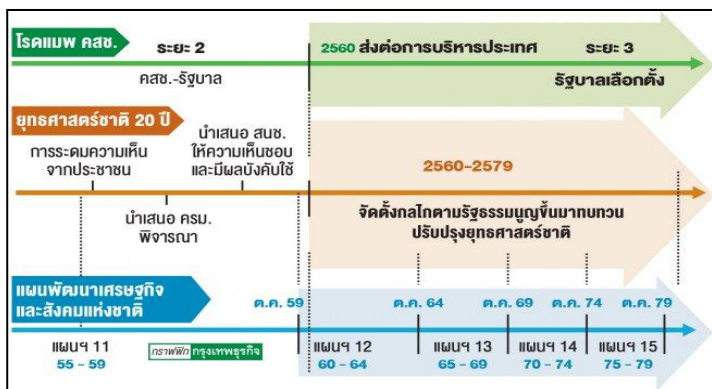 โรดแมพ คสช.
ระยะ 2
2560 ส่งต่อการบริหารประเทศ
ระยะ 3
คสช.-รัฐบาล
รัฐบาลเลือกตั้ง
ยุทธศาสตร์ชาติ 20 ปี
การระดมความเห็น
จากประชาชน
นำเสนอ สนช.
ให้ความเห็นชอบ
และมีผลบังคับใช้
2560-2579
นำเสนอ ครม.
พิจารณา
จัดตั้งกลไกตามรัฐธรรมนูญขึ้นมาทบทวน
ปรับปรุงยุทธศาสตร์ชาติ
แผนพัฒนาเศรษฐกิจ
และสังคมแห่งชาติ
ต.ค. 59
ต.ค. 64
ต.ค. 69
ต.ค. 74
ต.ค. 79
แผนฯ 11
55 - 59
กราฟฟิก กรุงเทพธุรกิจ
แผนฯ 12
60 - 64
แผนฯ 13
65 - 69
แผนฯ 14
70 - 74
แผนฯ 15
75 - 79